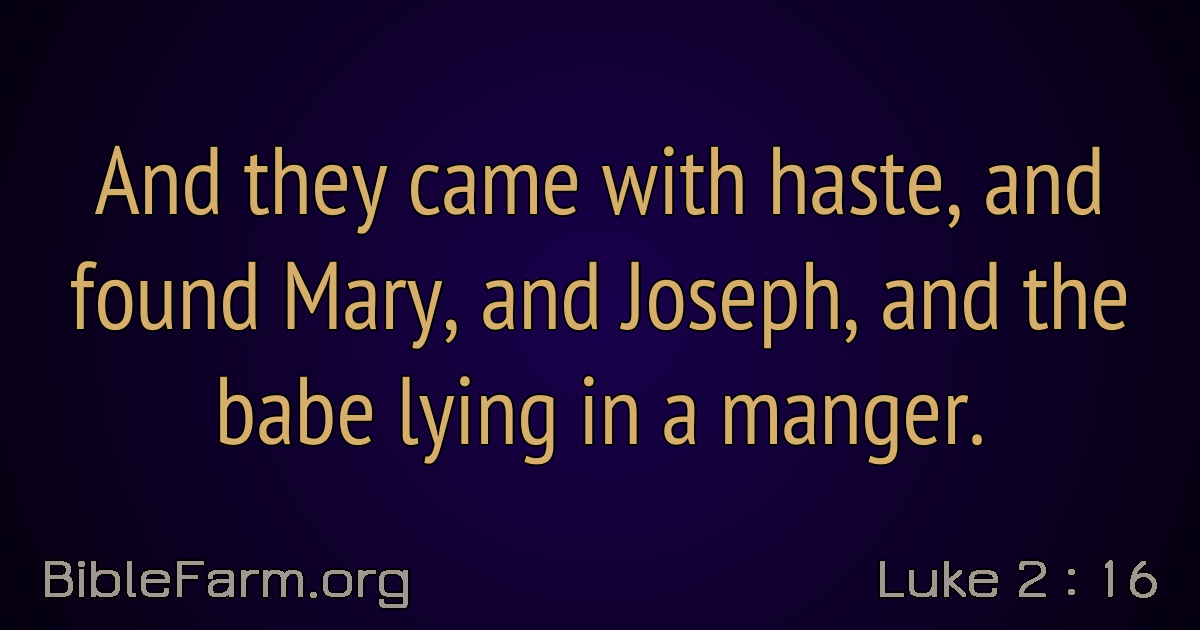 And they came with haste, and
found Mary, and Joseph, and the
babe lying in a manger.
BibleFarm.org
Luke 2 : 16